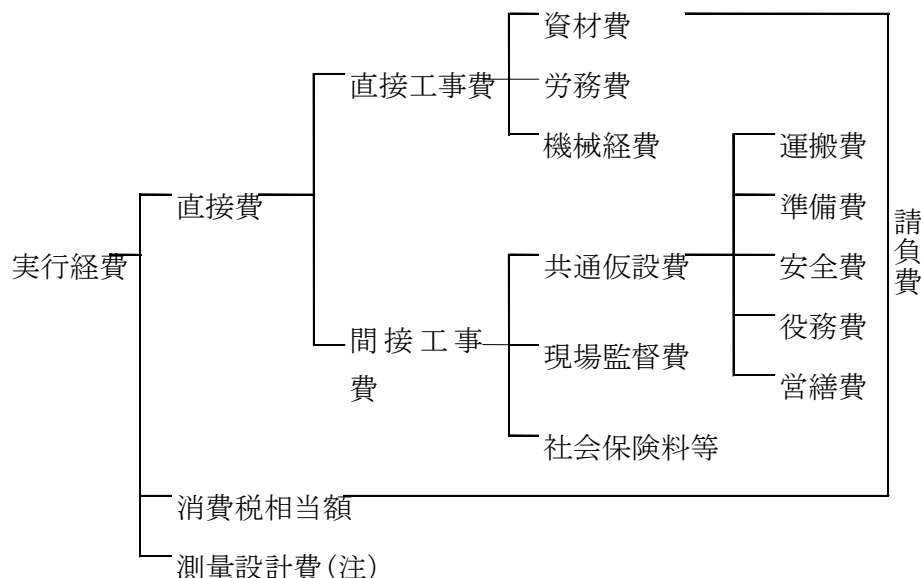 資材費
直接工事費
労務費
機械経費
運搬費
直接費
準備費
請負費
実行経費
共通仮設費
安全費
役務費
間接工事
費
現場監督費
営繕費
社会保険料等
消費税相当額
測量設計費(注)